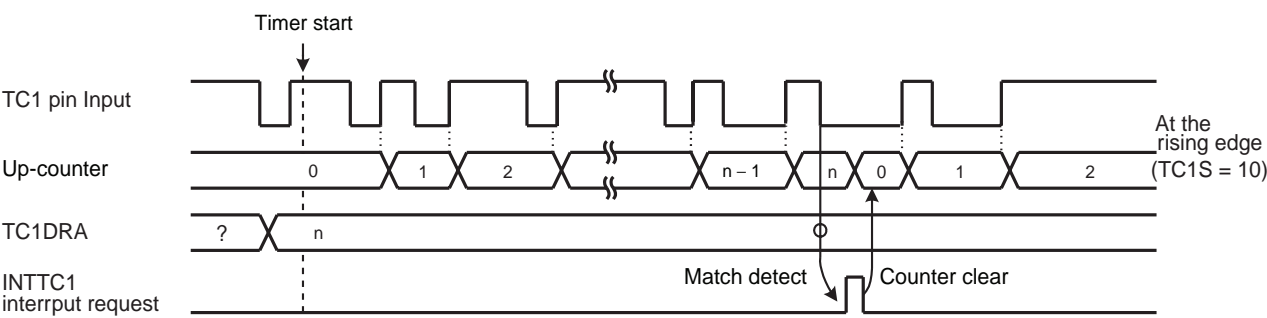 Timer start
TC1 pin Input
Up-counter
0
1
2
n – 1
n
0
1
2
At the
rising edge
(TC1S = 10)
TC1DRA
?
n
INTTC1
interrput request
Match detect
Counter clear